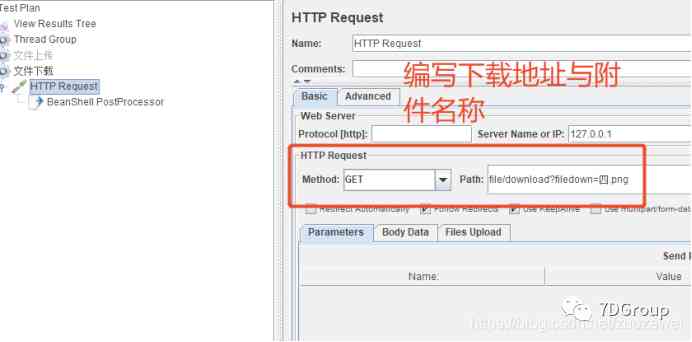 Test Plan
View Results Tree
Thread Group
文件上传
文件下载
HTTP Request
BeanShell PostProcessor
HTTP Request
Name: HTTP Request
Comments:
编写下载地址与附
件名称
Basic Advanced
Web Server
Protocol [http]: Server Name or IP: 127.0.0.1
HTTP Request
Method: GET Path: file/download?filedown=四.png
Redirect Automatically Follow Redirects Use KeepAlive Use multipart/form-dat
Parameters Body Data Files Upload
Send P
Name: Value
7DGroup
https://blog.csdn.net/zuozewei